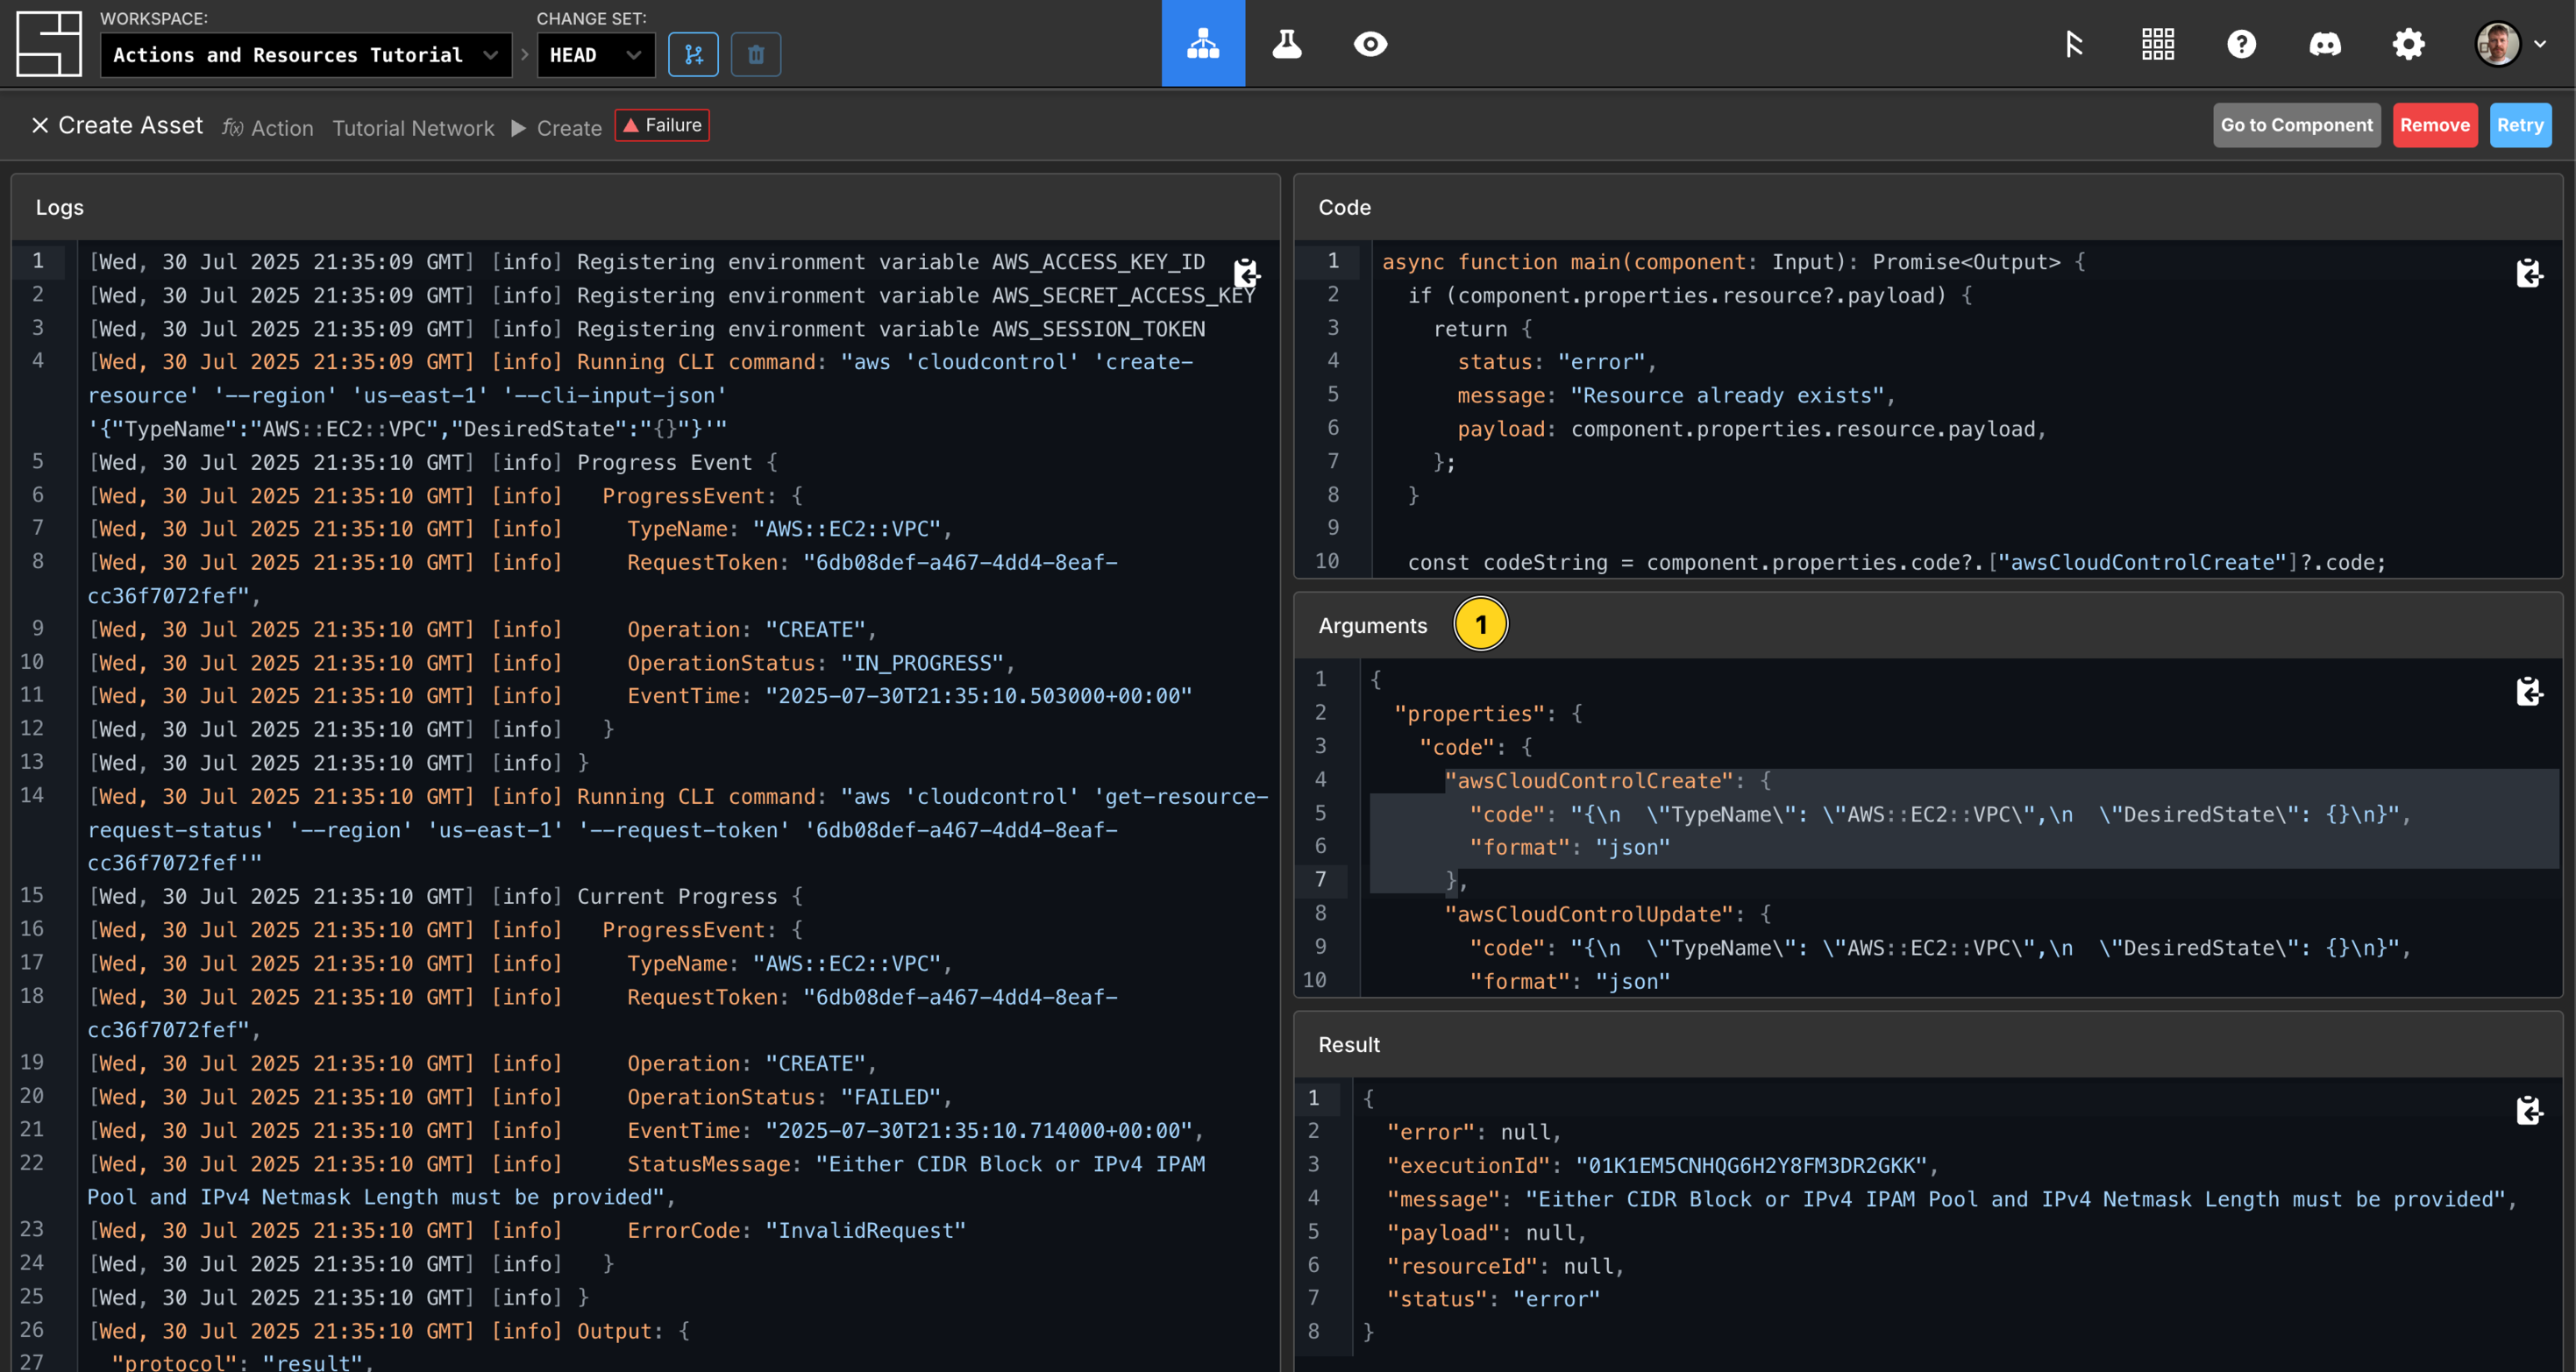 WORKSPACE:
Actions and Resources Tutorial
CHANGE SET:
HEAD
Create Asset
f(x) Action
Tutorial Network
Create
Failure
Go to Component
Remove
Retry
Logs
1 [Wed, 30 Jul 2025 21:35:09 GMT] [info] Registering environment variable AWS_ACCESS_KEY_ID
2 [Wed, 30 Jul 2025 21:35:09 GMT] [info] Registering environment variable AWS_SECRET_ACCESS_KEY
3 [Wed, 30 Jul 2025 21:35:09 GMT] [info] Registering environment variable AWS_SESSION_TOKEN
4 [Wed, 30 Jul 2025 21:35:09 GMT] [info] Running CLI command: "aws 'cloudcontrol' 'create-
resource' '--region' 'us-east-1' '--cli-input-json'
'{"TypeName":"AWS::EC2::VPC","DesiredState":"{}"}'"
5 [Wed, 30 Jul 2025 21:35:10 GMT] [info] Progress Event {
6 [Wed, 30 Jul 2025 21:35:10 GMT] [info]   ProgressEvent: {
7 [Wed, 30 Jul 2025 21:35:10 GMT] [info]     TypeName: "AWS::EC2::VPC",
8 [Wed, 30 Jul 2025 21:35:10 GMT] [info]     RequestToken: "6db08def-a467-4dd4-8eaf-
cc36f7072fef",
9 [Wed, 30 Jul 2025 21:35:10 GMT] [info]     Operation: "CREATE",
10 [Wed, 30 Jul 2025 21:35:10 GMT] [info]     OperationStatus: "IN_PROGRESS",
11 [Wed, 30 Jul 2025 21:35:10 GMT] [info]     EventTime: "2025-07-30T21:35:10.503000+00:00"
12 [Wed, 30 Jul 2025 21:35:10 GMT] [info]   }
13 [Wed, 30 Jul 2025 21:35:10 GMT] [info] }
14 [Wed, 30 Jul 2025 21:35:10 GMT] [info] Running CLI command: "aws 'cloudcontrol' 'get-resource-
request-status' '--region' 'us-east-1' '--request-token' '6db08def-a467-4dd4-8eaf-
cc36f7072fef'"
15 [Wed, 30 Jul 2025 21:35:10 GMT] [info] Current Progress {
16 [Wed, 30 Jul 2025 21:35:10 GMT] [info]   ProgressEvent: {
17 [Wed, 30 Jul 2025 21:35:10 GMT] [info]     TypeName: "AWS::EC2::VPC",
18 [Wed, 30 Jul 2025 21:35:10 GMT] [info]     RequestToken: "6db08def-a467-4dd4-8eaf-
cc36f7072fef",
19 [Wed, 30 Jul 2025 21:35:10 GMT] [info]     Operation: "CREATE",
20 [Wed, 30 Jul 2025 21:35:10 GMT] [info]     OperationStatus: "FAILED",
21 [Wed, 30 Jul 2025 21:35:10 GMT] [info]     EventTime: "2025-07-30T21:35:10.714000+00:00",
22 [Wed, 30 Jul 2025 21:35:10 GMT] [info]     StatusMessage: "Either CIDR Block or IPv4 IPAM
Pool and IPv4 Netmask Length must be provided",
23 [Wed, 30 Jul 2025 21:35:10 GMT] [info]     ErrorCode: "InvalidRequest"
24 [Wed, 30 Jul 2025 21:35:10 GMT] [info]   }
25 [Wed, 30 Jul 2025 21:35:10 GMT] [info] }
26 [Wed, 30 Jul 2025 21:35:10 GMT] [info] Output: {
27   "protocol": "result",
Code
1 async function main(component: Input): Promise<Output> {
2   if (component.properties.resource?.payload) {
3     return {
4       status: "error",
5       message: "Resource already exists",
6       payload: component.properties.resource.payload,
7     };
8   }
9
10   const codeString = component.properties.code?.["awsCloudControlCreate"]?.code;
Arguments
1
1 {
2   "properties": {
3     "code": {
4       "awsCloudControlCreate": {
5         "code": "{\n  \"TypeName\": \"AWS::EC2::VPC\",\n  \"DesiredState\": {}\n}",
6         "format": "json"
7       },
8       "awsCloudControlUpdate": {
9         "code": "{\n  \"TypeName\": \"AWS::EC2::VPC\",\n  \"DesiredState\": {}\n}",
10         "format": "json"
Result
1 {
2   "error": null,
3   "executionId": "01K1EM5CNHQG6H2Y8FM3DR2GKK",
4   "message": "Either CIDR Block or IPv4 IPAM Pool and IPv4 Netmask Length must be provided",
5   "payload": null,
6   "resourceId": null,
7   "status": "error"
8 }